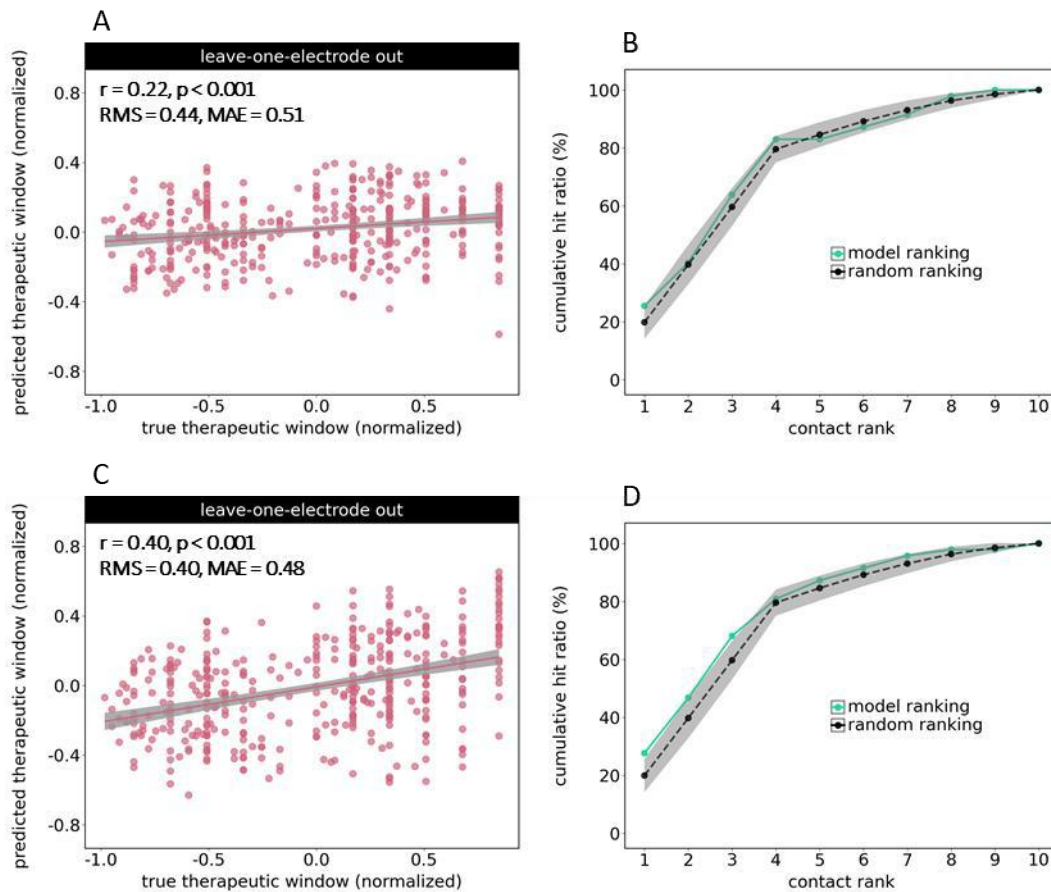 A
leave-one-electrode out
r = 0.22, p < 0.001
RMS = 0.44, MAE = 0.51
predicted therapeutic window (normalized)
0.8
0.4
0.0
-0.4
-0.8
-1.0 -0.5 0.0 0.5
true therapeutic window (normalized)
B
cumulative hit ratio (%)
100
80
60
40
20
0
model ranking
random ranking
1 2 3 4 5 6 7 8 9 10
contact rank
C
leave-one-electrode out
r = 0.40, p < 0.001
RMS = 0.40, MAE = 0.48
predicted therapeutic window (normalized)
0.8
0.4
0.0
-0.4
-0.8
-1.0 -0.5 0.0 0.5
true therapeutic window (normalized)
D
cumulative hit ratio (%)
100
80
60
40
20
0
model ranking
random ranking
1 2 3 4 5 6 7 8 9 10
contact rank